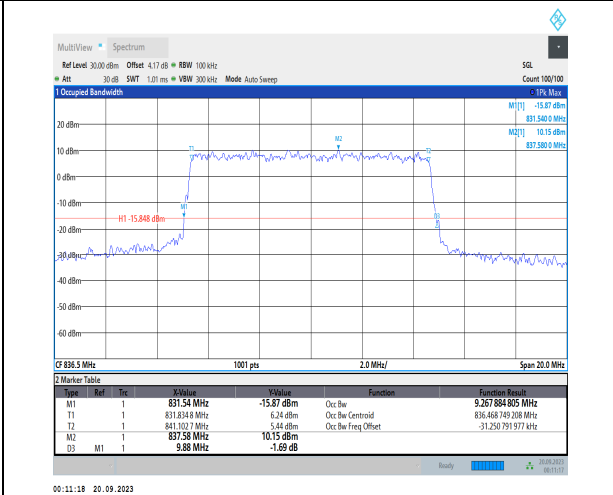 MultiView Spectrum
Ref Level 30.00 dBm Offset 4.17 dB RBW 100 kHz SGL
Att 30 dB SWT 1.01 ms VBW 300 kHz Mode Auto Sweep Count 100/100
1 Occupied Bandwidth 1Pk Max
M1[1] -15.87 dBm
831.540 0 MHz
M2[1] 10.15 dBm
837.580 0 MHz
20 dBm
M2
T1
T2
10 dBm
0 dBm
-10 dBm
M1
H1 -15.848 dBm
D3
-20 dBm
-30 dBm
-40 dBm
-50 dBm
-60 dBm
CF 836.5 MHz 1001 pts 2.0 MHz/ Span 20.0 MHz
2 Marker Table
Type Ref Trc X-Value Y-Value Function Function Result
M1 1 831.54 MHz -15.87 dBm Occ Bw 9.267 884 805 MHz
T1 1 831.834 8 MHz 6.24 dBm Occ Bw Centroid 836.468 749 208 MHz
T2 1 841.102 7 MHz 5.44 dBm Occ Bw Freq Offset -31.250 791 977 kHz
M2 1 837.58 MHz 10.15 dBm
D3 M1 1 9.88 MHz -1.69 dB
Ready 20.09.2023
00:11:17
00:11:18 20.09.2023